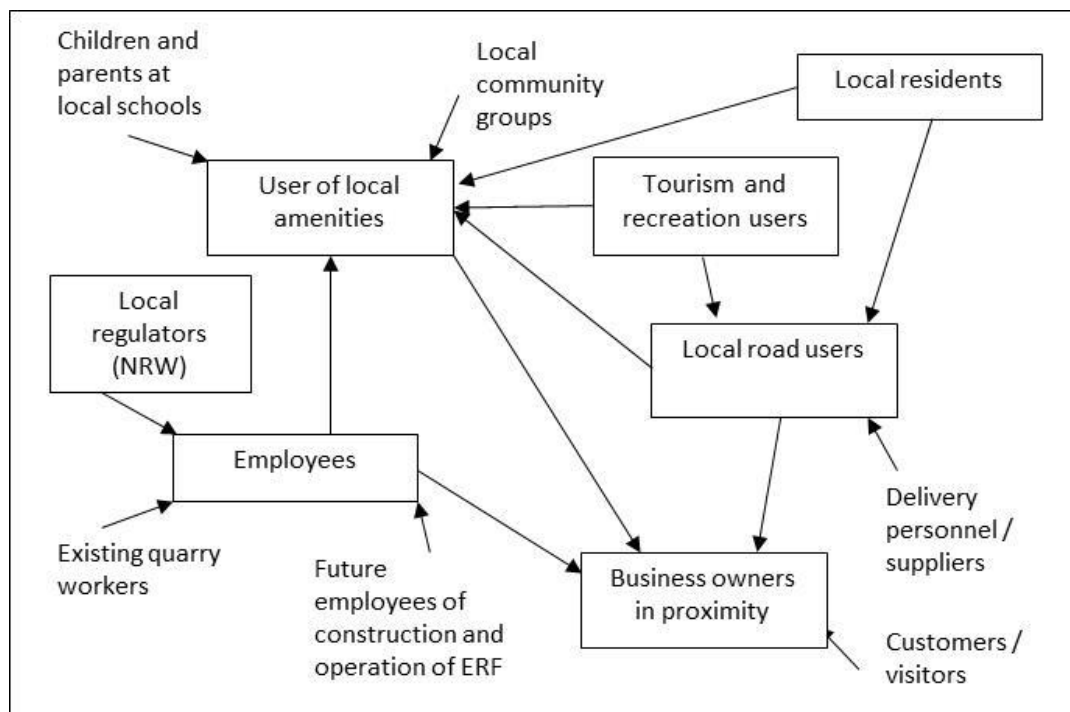 Children and
parents at
local schools
Local
community
groups
Local residents
User of local
amenities
Tourism and
recreation users
Local
regulators
(NRW)
Local road users
Employees
Existing quarry
workers
Future
employees of
construction and
operation of ERF
Business owners
in proximity
Delivery
personnel /
suppliers
Customers /
visitors